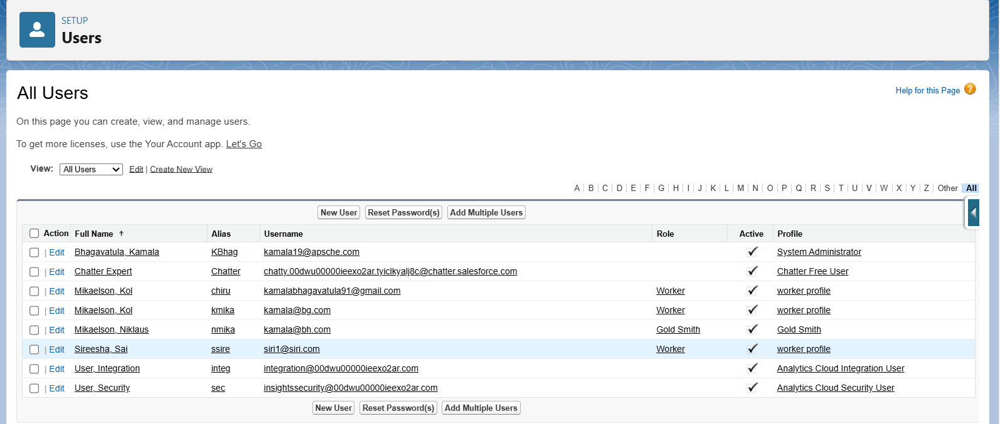 SETUP
Users
All Users
Help for this Page ?
On this page you can create, view, and manage users.
To get more licenses, use the Your Account app. Let's Go
View: All Users Edit | Create New View
A | B | C | D | E | F | G | H | I | J | K | L | M | N | O | P | Q | R | S | T | U | V | W | X | Y | Z | Other | All
New User Reset Password(s) Add Multiple Users
Action Full Name ↑ Alias Username Role Active Profile
| Edit Bhagavatula, Kamala KBhag kamala19@apsche.com ✓ System Administrator
| Edit Chatter Expert Chatter chatty.00dwu00000ieexo2ar.tyiclkyalj8c@chatter.salesforce.com ✓ Chatter Free User
| Edit Mikaelson, Kol chiru kamalabhagavatula91@gmail.com Worker ✓ worker profile
| Edit Mikaelson, Kol kmika kamala@bg.com Worker ✓ worker profile
| Edit Mikaelson, Niklaus nmika kamala@bh.com Gold Smith ✓ Gold Smith
| Edit Sireesha, Sai ssire siri1@siri.com Worker ✓ worker profile
| Edit User, Integration integ integration@00dwu00000ieexo2ar.com ✓ Analytics Cloud Integration User
| Edit User, Security sec insightssecurity@00dwu00000ieexo2ar.com ✓ Analytics Cloud Security User
New User Reset Password(s) Add Multiple Users